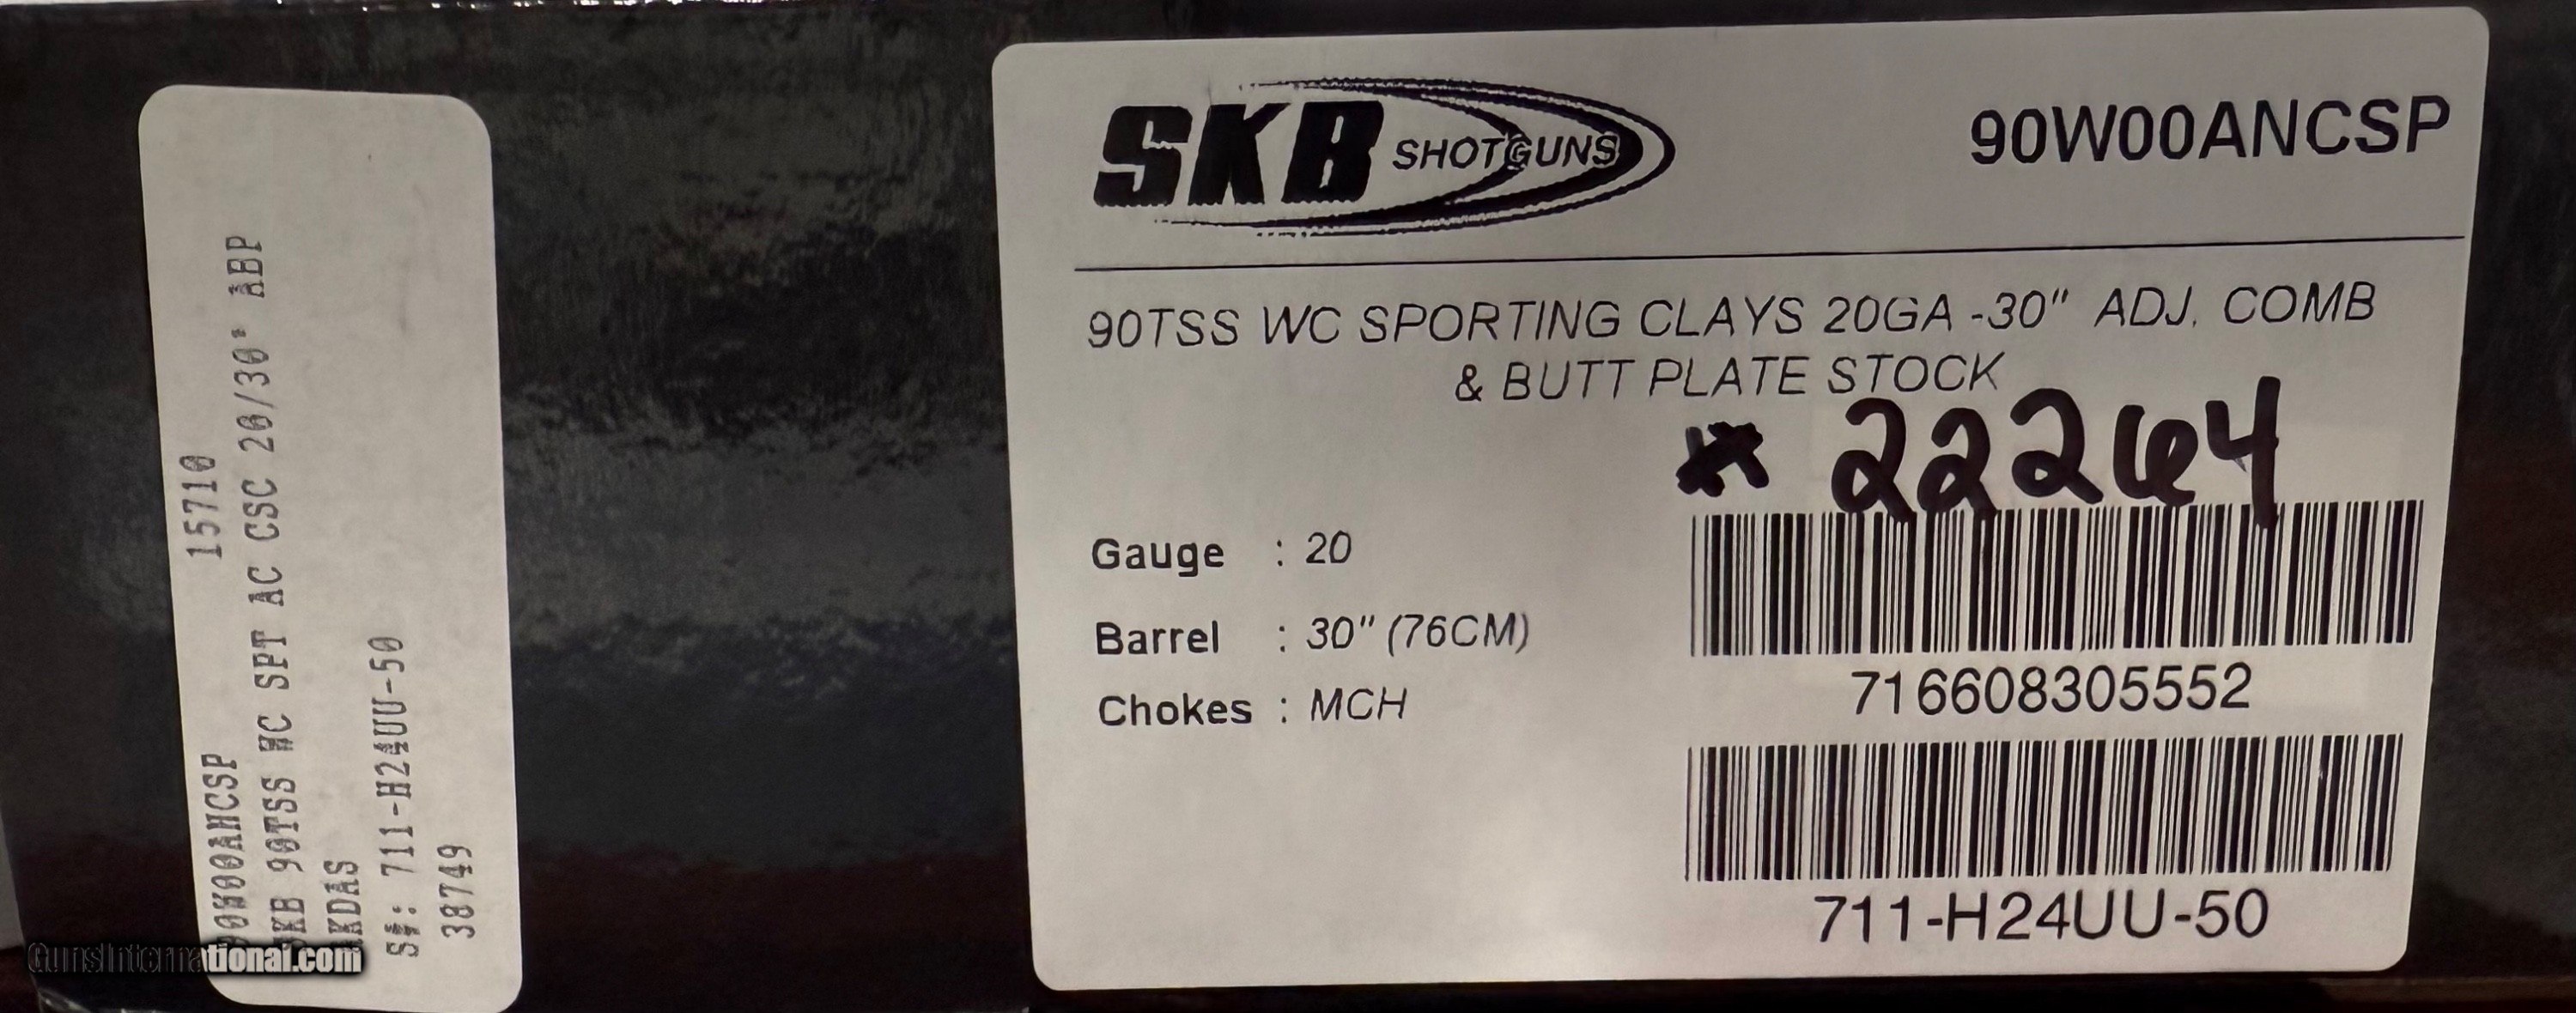 90W00ANCSP 15710
SKB 90TSS WC SPT AC CSC 20/30" ABP
KDAS
S#: 711-H24UU-50
38749
GunsInternational.com
SKB SHOTGUNS
90W00ANCSP
90TSS WC SPORTING CLAYS 20GA -30" ADJ. COMB
& BUTT PLATE STOCK
* 22264
Gauge : 20
Barrel : 30" (76CM)
Chokes : MCH
716608305552
711-H24UU-50